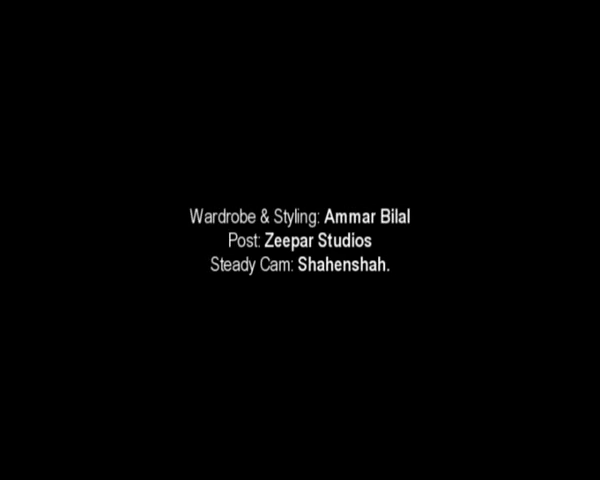 Wardrobe & Styling: Ammar Bilal
Post: Zeepar Studios
Steady Cam: Shahenshah.